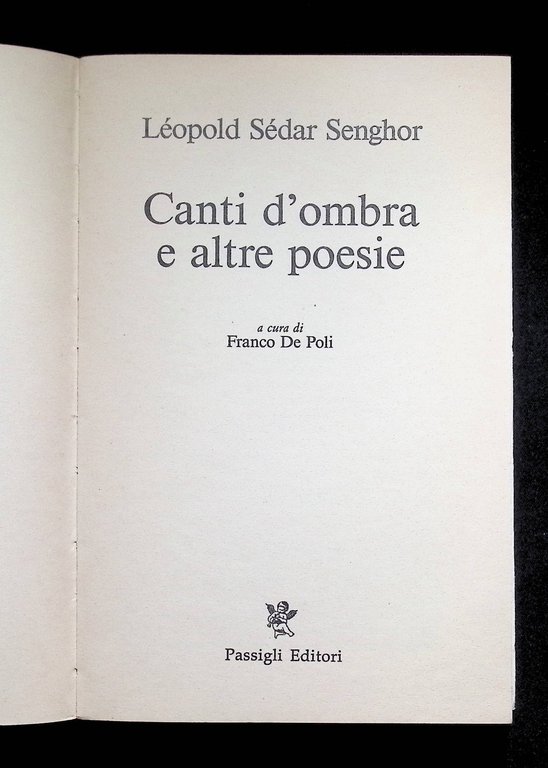 Léopold Sédar Senghor
Canti d'ombra
e altre poesie
a cura di
Franco De Poli
Passigli Editori